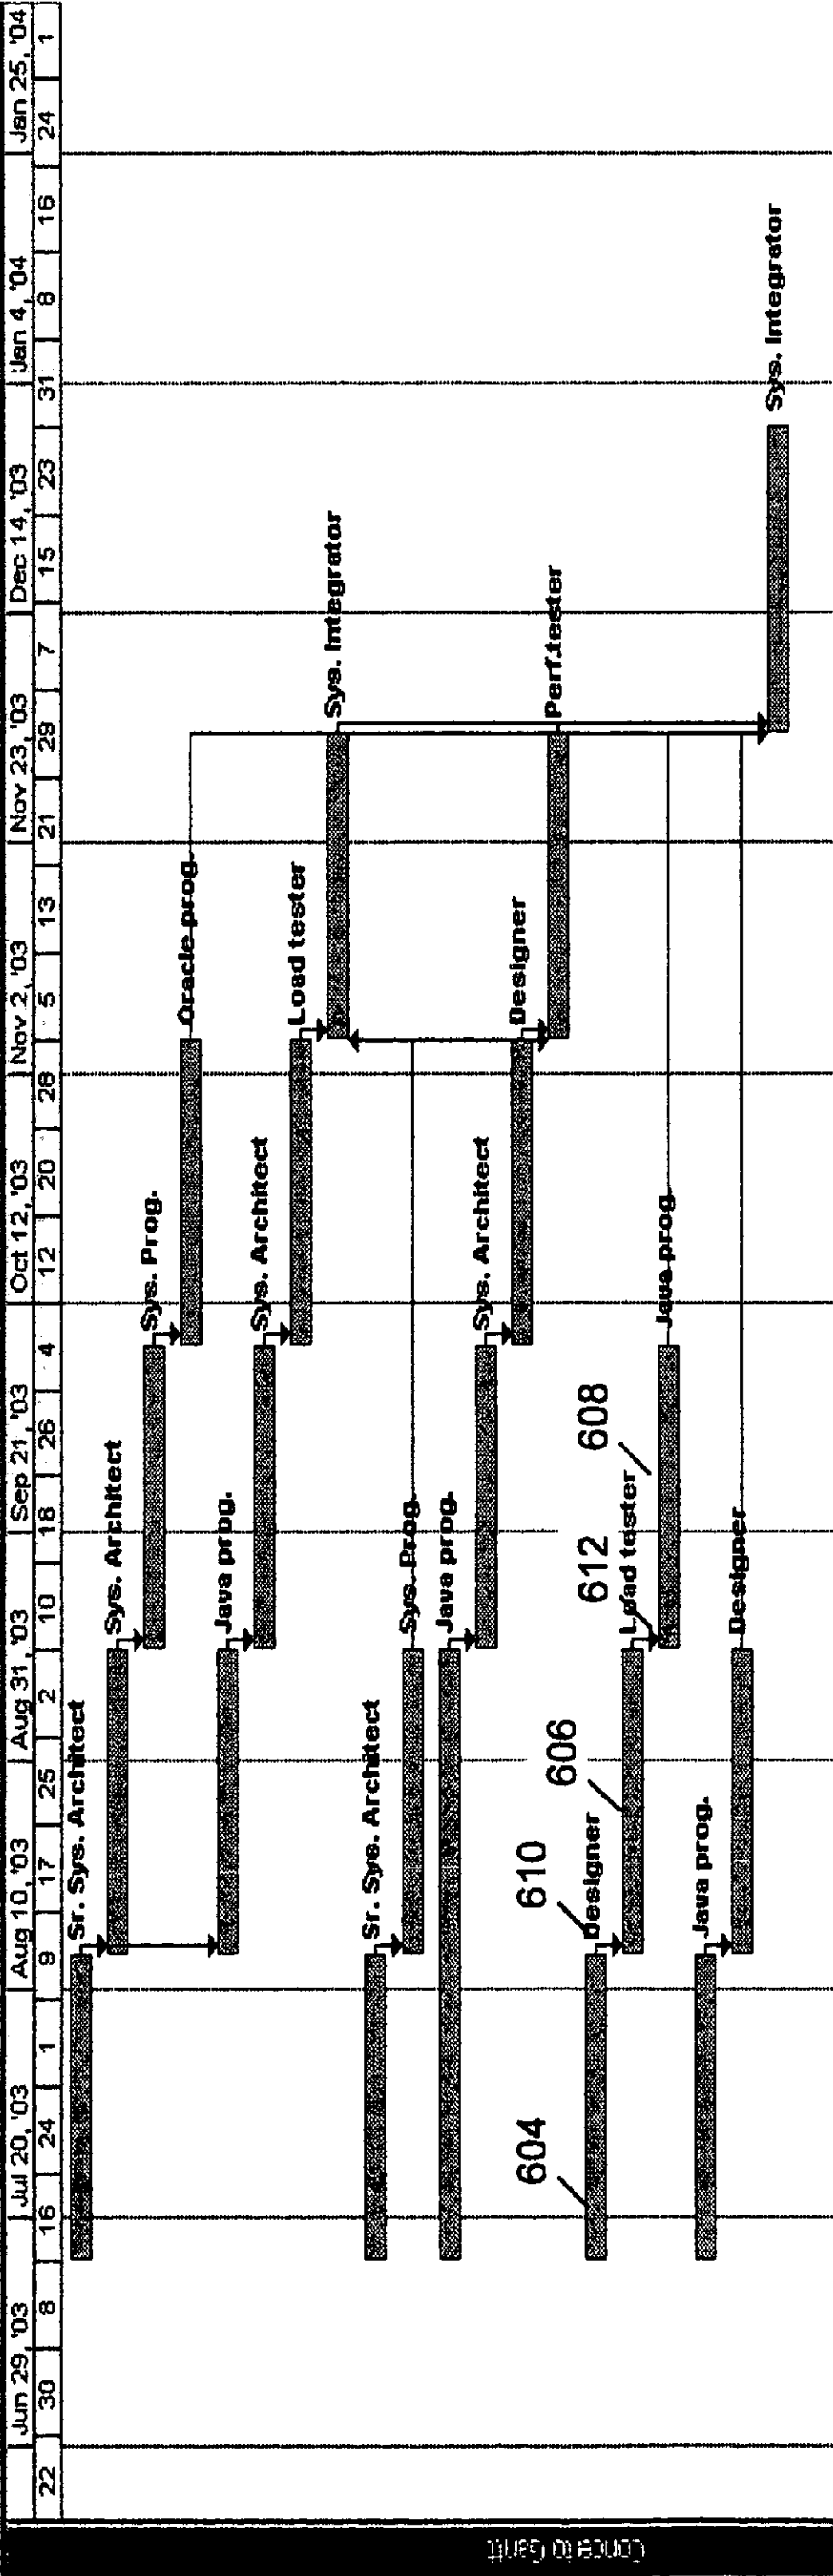 Jun 29, '03 Jul 20, '03 Aug 10, '03 Aug 31, '03 Sep 21, '03 Oct 12, '03 Nov 2, '03 Nov 23, '03 Dec 14, '03 Jan 4, '04 Jan 25, '04
22 30 8 16 24 1 9 17 25 2 10 18 26 4 12 20 28 5 13 21 29 7 15 23 31 8 16 24 1
Sr. Sys. Architect
Sys. Architect
Sys. Prog.
Oracle prog.
Java prog.
Sys. Architect
Load tester
Sys. Integrator
Sr. Sys. Architect
Sys. Prog.
Java prog.
Sys. Architect
Designer
Perf.tester
604 610 606 612 608
Designer
Load tester
Java prog.
Java prog.
Designer
Sys. Integrator